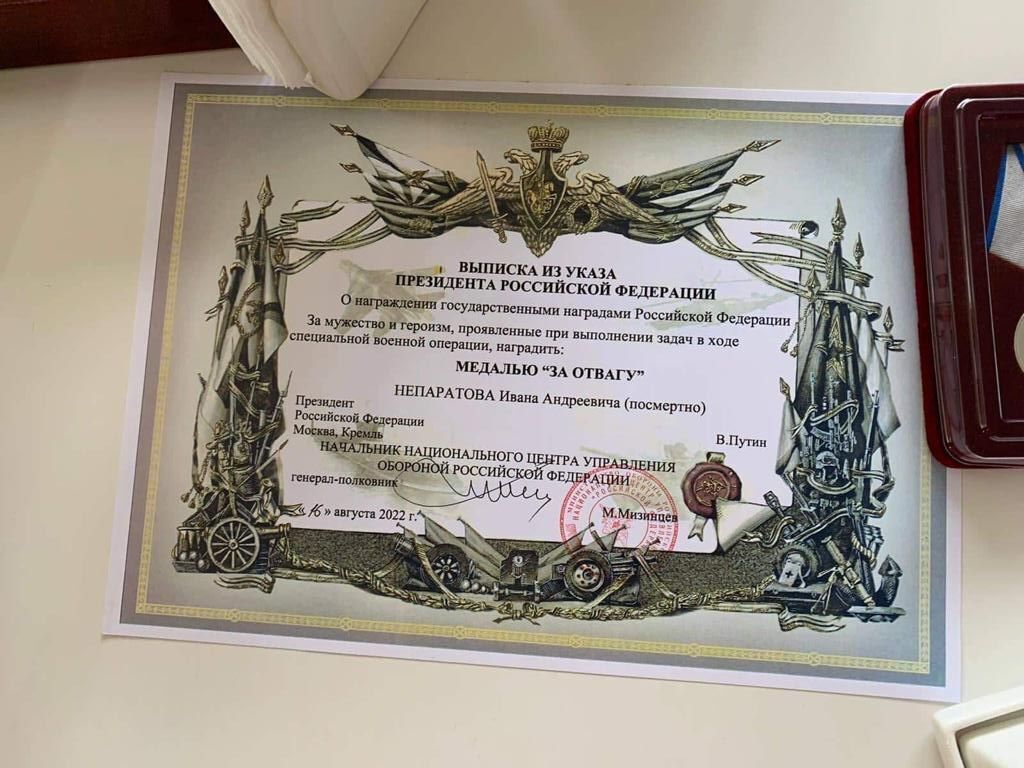 ВЫПИСКА ИЗ УКАЗА
ПРЕЗИДЕНТА РОССИЙСКОЙ ФЕДЕРАЦИИ
О награждении государственными наградами Российской Федерации
За мужество и героизм, проявленные при выполнении задач в ходе
специальной военной операции, наградить:
МЕДАЛЬЮ “ЗА ОТВАГУ”
НЕПАРАТОВА Ивана Андреевича (посмертно)
Президент
Российской Федерации
Москва, Кремль
В.Путин
НАЧАЛЬНИК НАЦИОНАЛЬНОГО ЦЕНТРА УПРАВЛЕНИЯ
ОБОРОНОЙ РОССИЙСКОЙ ФЕДЕРАЦИИ
генерал-полковник
М.Мизинцев
« 16 » августа 2022 г.